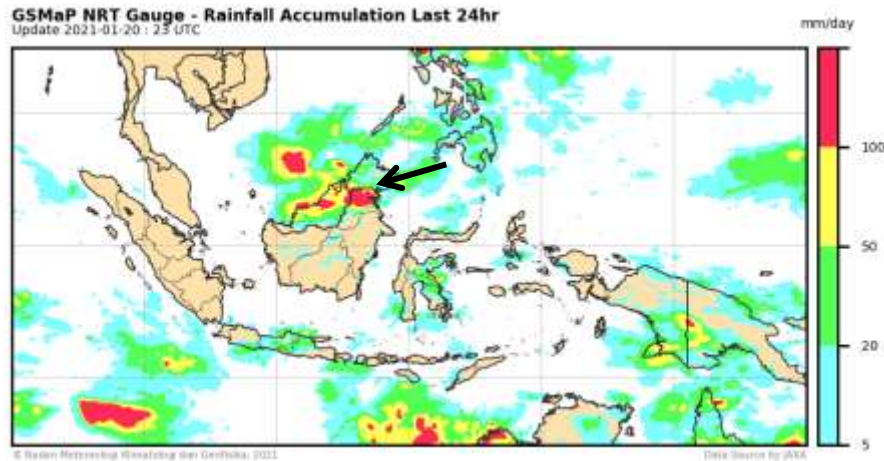 GSMaP NRT Gauge - Rainfall Accumulation Last 24hr
Update 2021-01-20 : 23 UTC
mm/day
100
50
20
5
© Badan Meteorologi Klimatologi dan Geofisika, 2021
Data Source by JAXA